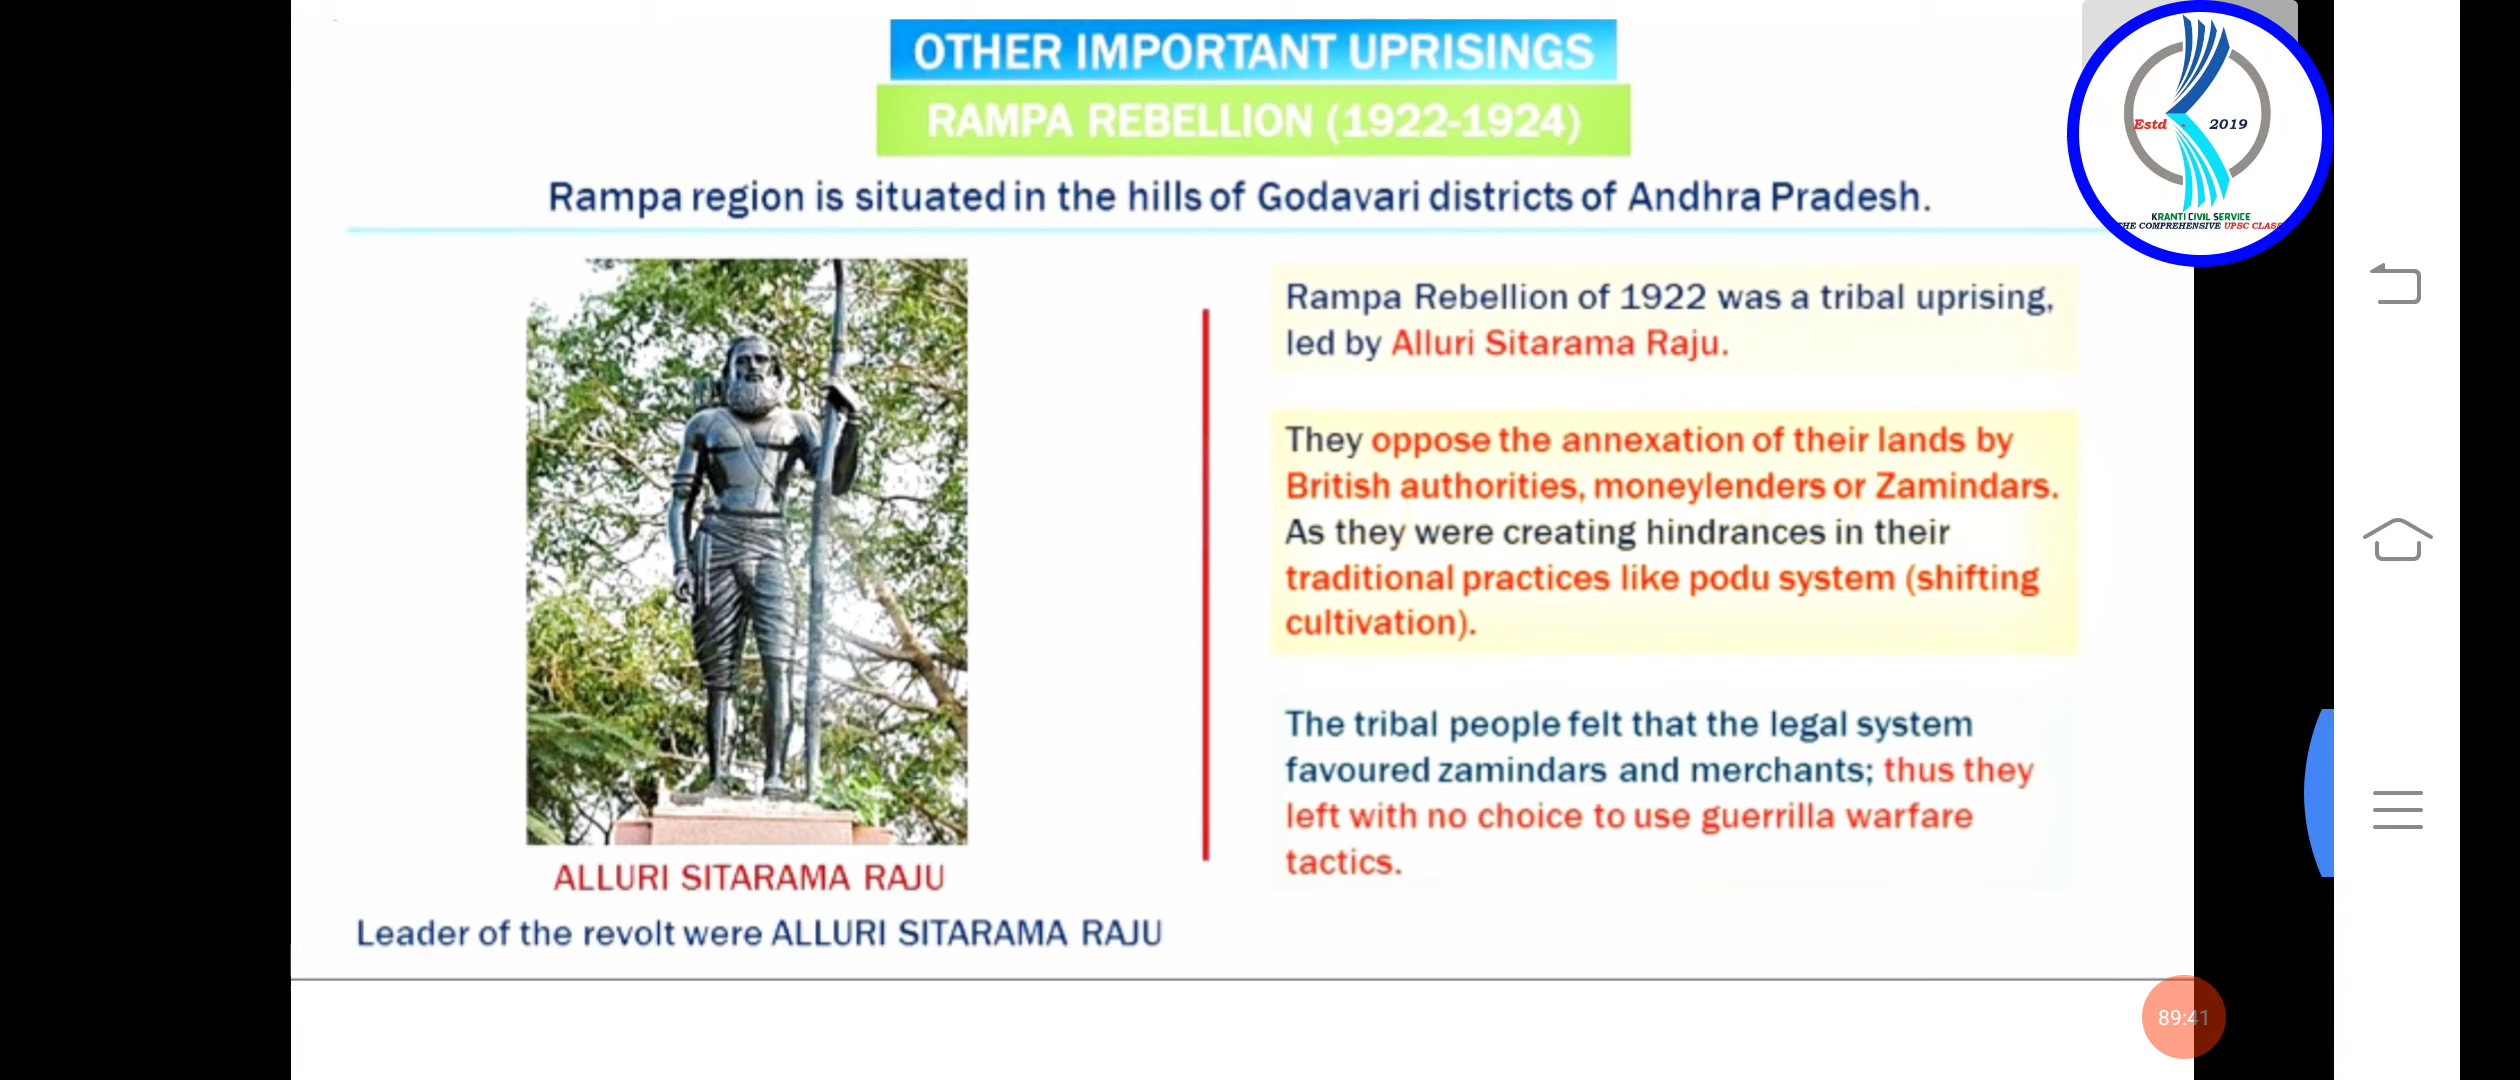 OTHER IMPORTANT UPRISINGS
RAMPA REBELLION (1922-1924)
Rampa region is situated in the hills of Godavari districts of Andhra Pradesh.
Estd 2019
KRANTI CIVIL SERVICE
THE COMPREHENSIVE UPSC CLASS
Rampa Rebellion of 1922 was a tribal uprising,
led by Alluri Sitarama Raju.
They oppose the annexation of their lands by
British authorities, moneylenders or Zamindars.
As they were creating hindrances in their
traditional practices like podu system (shifting
cultivation).
The tribal people felt that the legal system
favoured zamindars and merchants; thus they
left with no choice to use guerrilla warfare
tactics.
ALLURI SITARAMA RAJU
Leader of the revolt were ALLURI SITARAMA RAJU
89:41